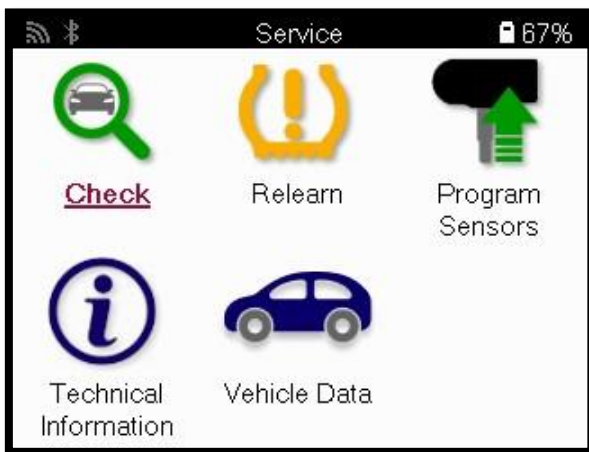 Service
67%
Check
Relearn
Program
Sensors
Technical
Information
Vehicle Data